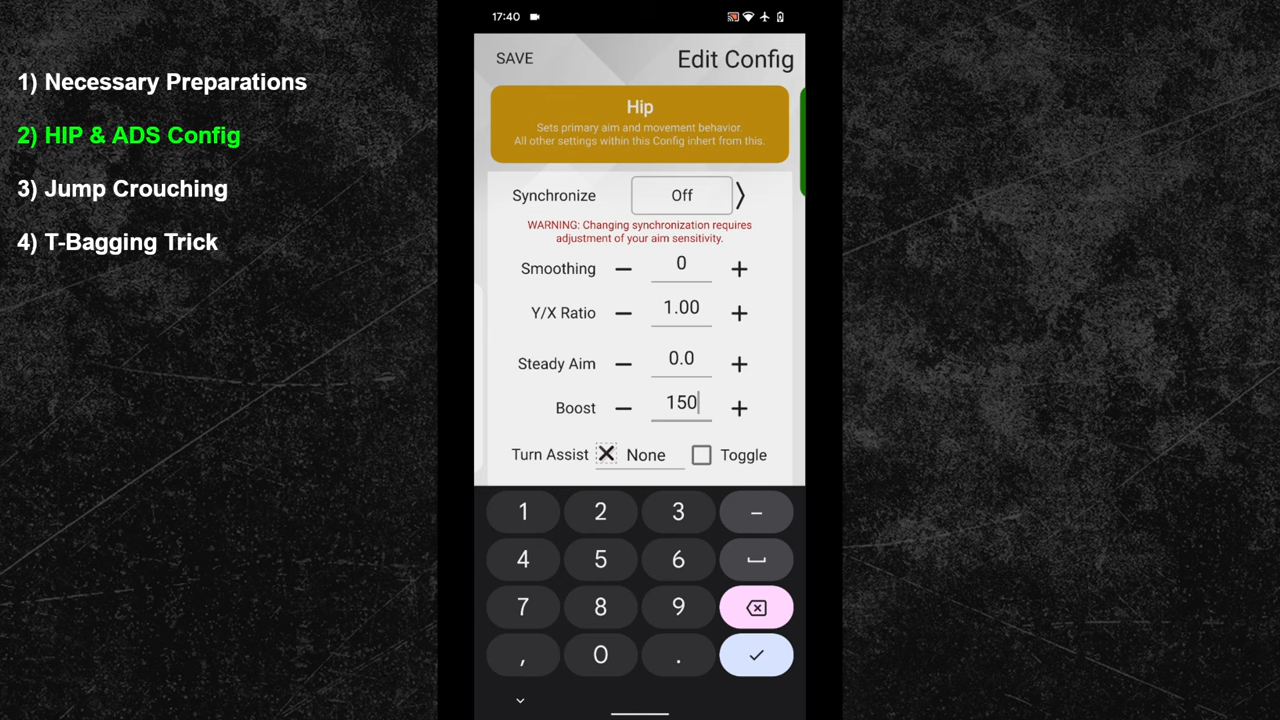 1) Necessary Preparations
2) HIP & ADS Config
3) Jump Crouching
4) T-Bagging Trick
17:40
SAVE
Edit Config
Hip
Sets primary aim and movement behavior.
All other settings within this Config inhert from this.
Synchronize Off
WARNING: Changing synchronization requires
adjustment of your aim sensitivity.
Smoothing − 0 +
Y/X Ratio − 1.00 +
Steady Aim − 0.0 +
Boost − 150 +
Turn Assist None Toggle
1 2 3 −
4 5 6
7 8 9
, 0 .